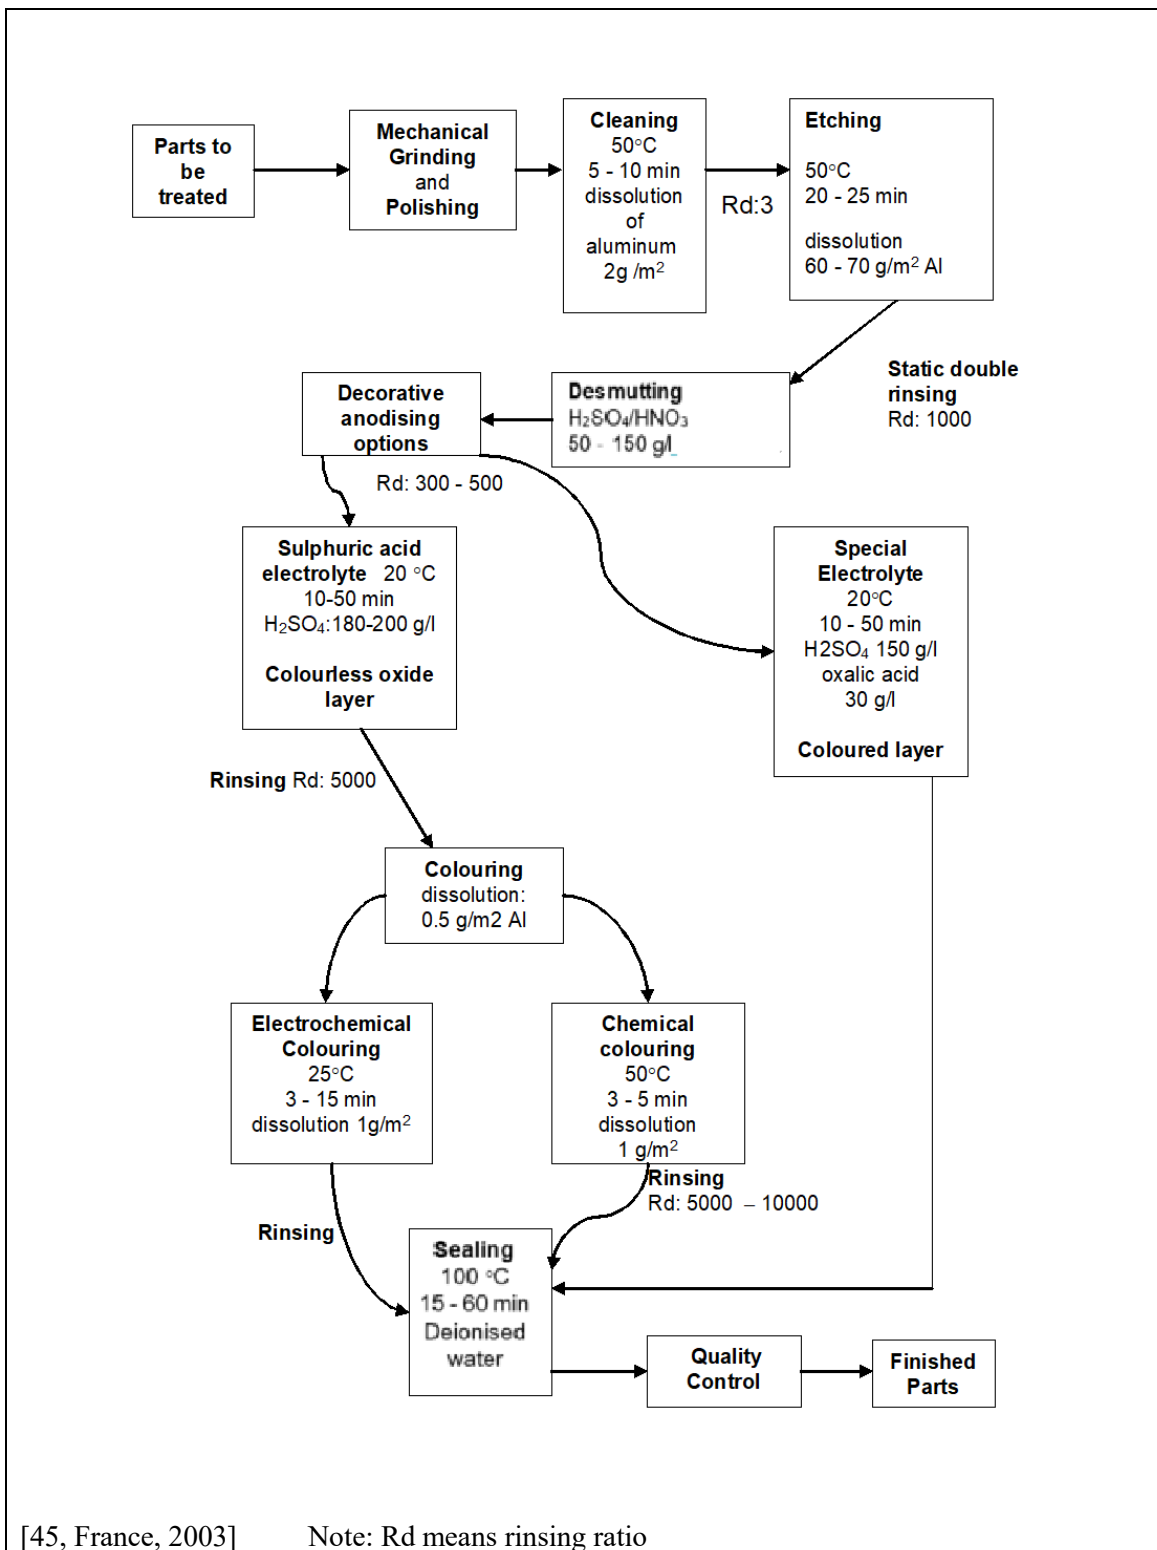 Parts to
be
treated
Mechanical
Grinding
and
Polishing
Cleaning
50°C
5 - 10 min
dissolution
of
aluminum
2g /m²
Rd:3
Etching
50°C
20 - 25 min
dissolution
60 - 70 g/m² Al
Static double
rinsing
Rd: 1000
Desmutting
H₂SO₄/HNO₃
50 - 150 g/l
Decorative
anodising
options
Rd: 300 - 500
Sulphuric acid
electrolyte 20 °C
10-50 min
H₂SO₄:180-200 g/l
Colourless oxide
layer
Special
Electrolyte
20°C
10 - 50 min
H2SO₄ 150 g/l
oxalic acid
30 g/l
Coloured layer
Rinsing Rd: 5000
Colouring
dissolution:
0.5 g/m2 Al
Electrochemical
Colouring
25°C
3 - 15 min
dissolution 1g/m²
Chemical
colouring
50°C
3 - 5 min
dissolution
1 g/m²
Rinsing
Rinsing
Rd: 5000 – 10000
Sealing
100 °C
15 - 60 min
Deionised
water
Quality
Control
Finished
Parts
[45, France, 2003] Note: Rd means rinsing ratio